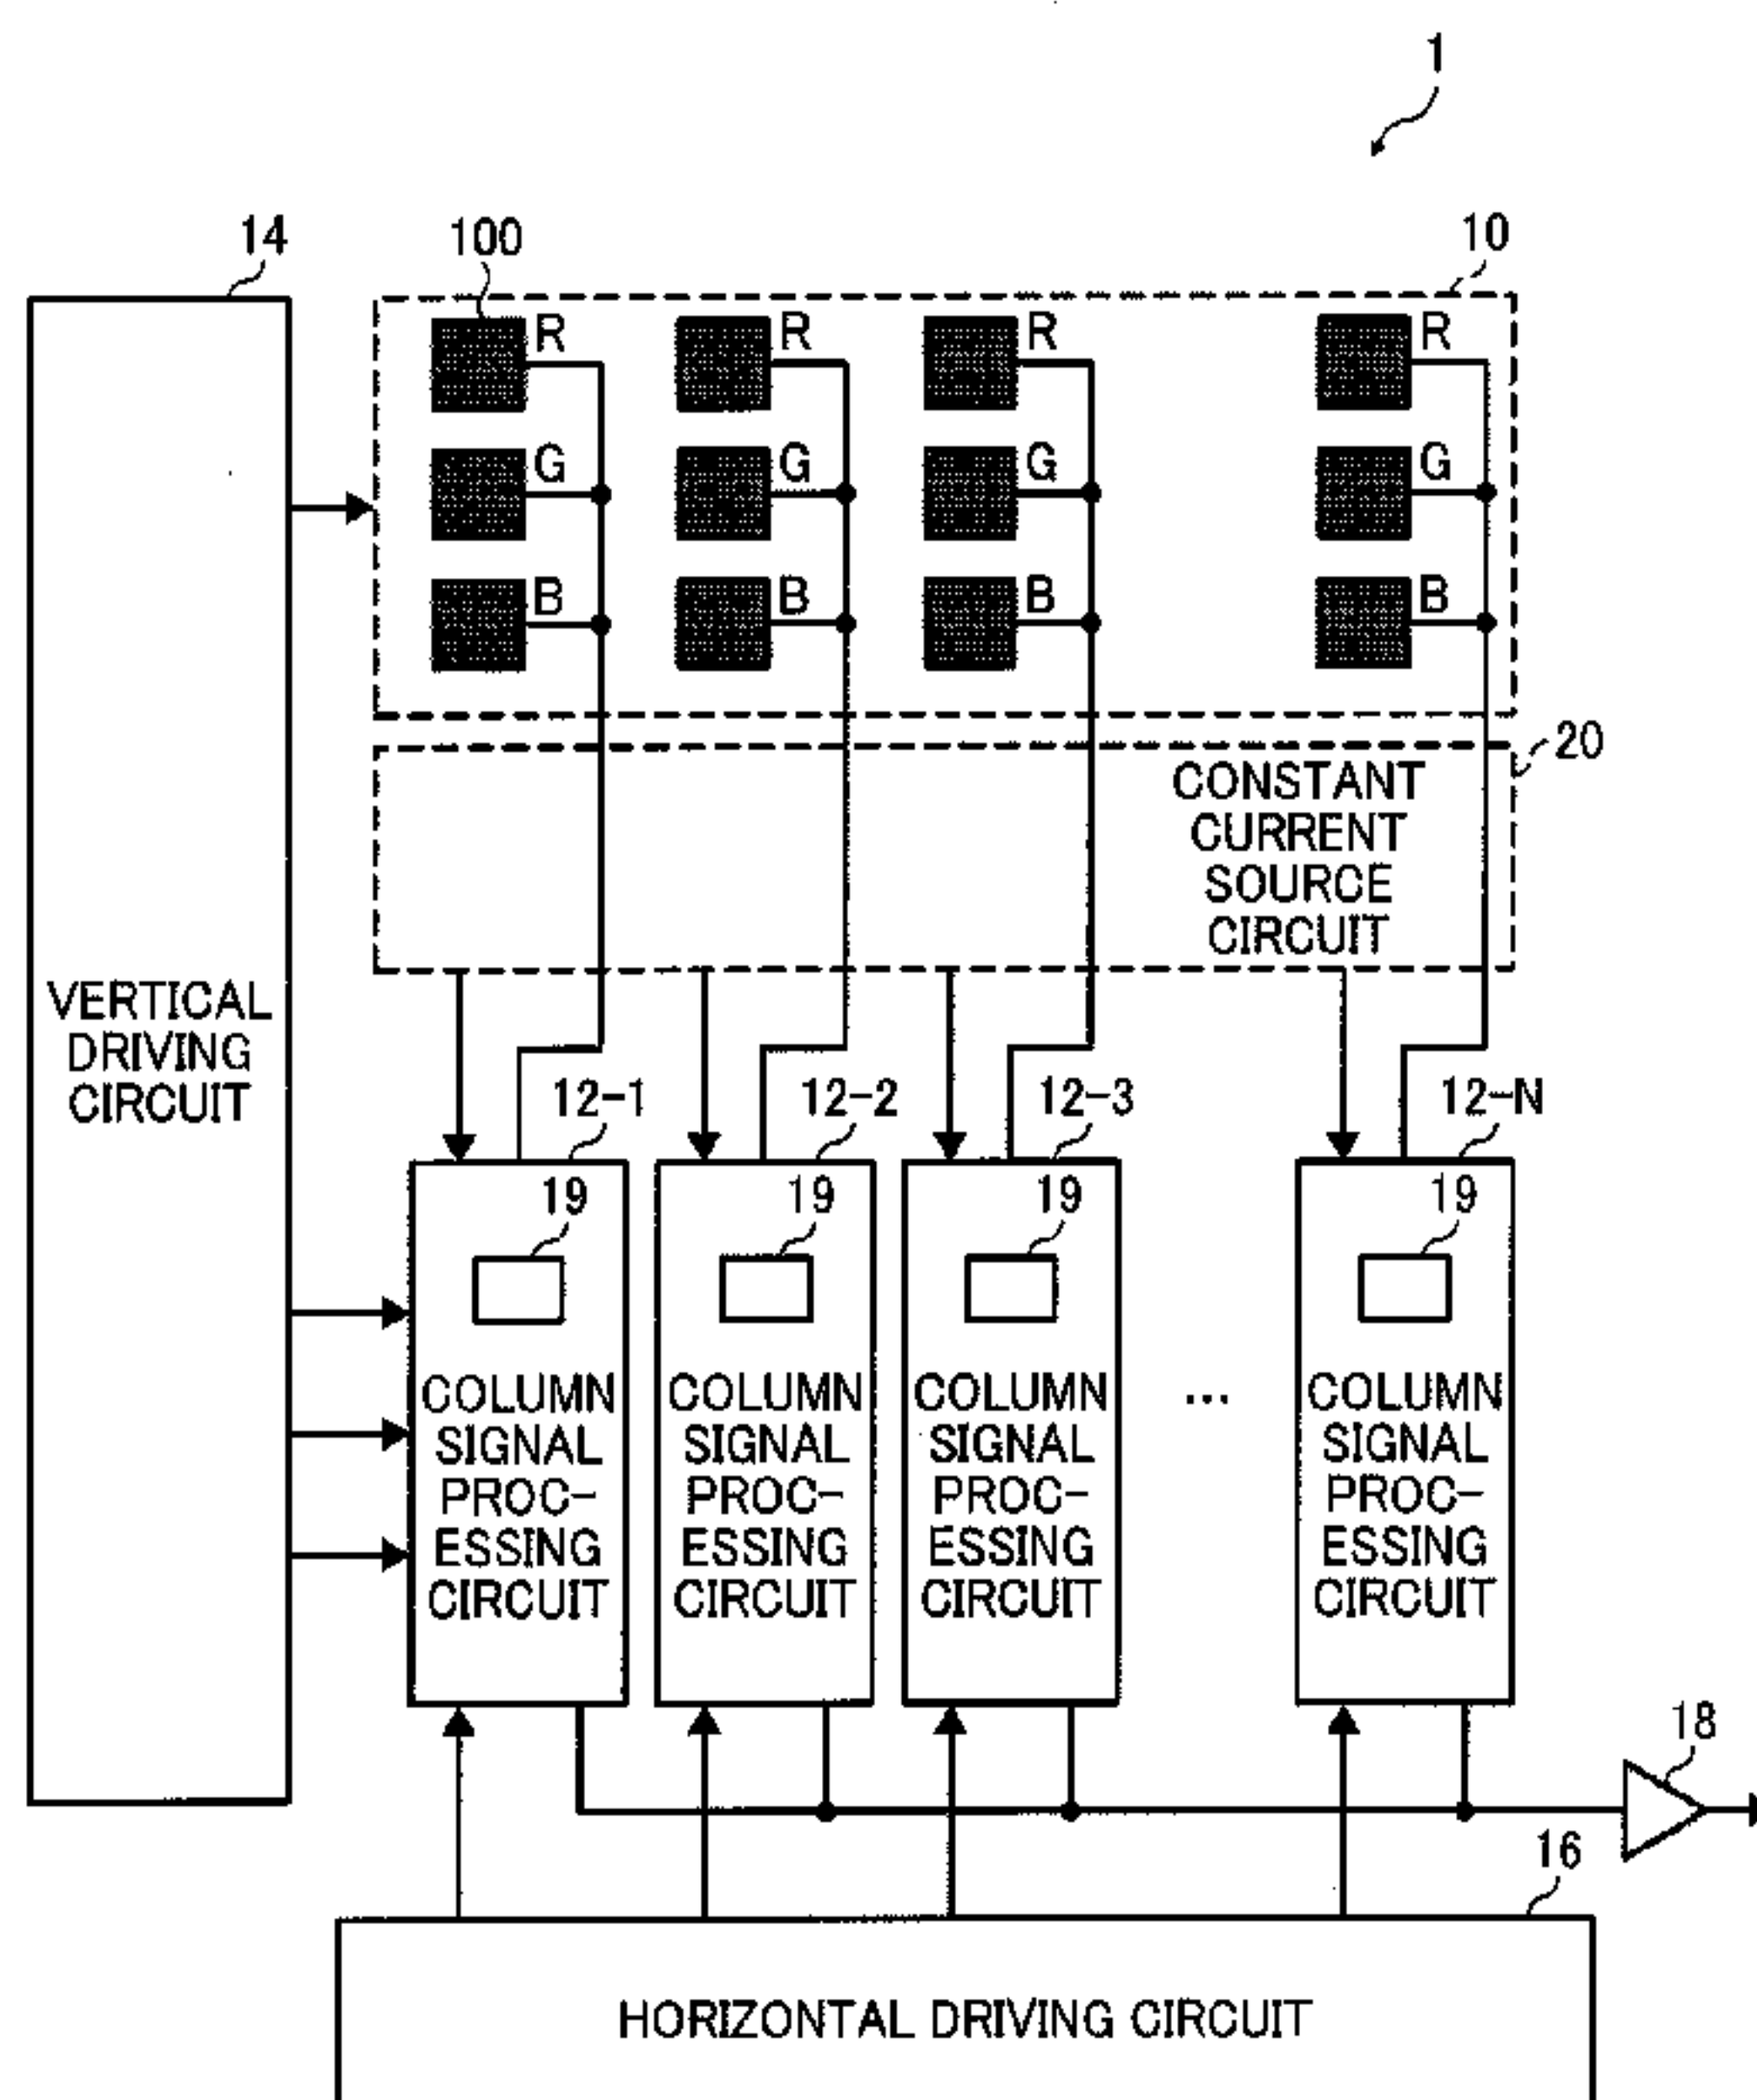 1
14
100
10
R R R R
G G G G
B B B B
20
CONSTANT
CURRENT
SOURCE
CIRCUIT
VERTICAL
DRIVING
CIRCUIT
12-1 12-2 12-3 12-N
19 19 19 19
COLUMN COLUMN COLUMN ... COLUMN
SIGNAL SIGNAL SIGNAL SIGNAL
PROC- PROC- PROC- PROC-
ESSING ESSING ESSING ESSING
CIRCUIT CIRCUIT CIRCUIT CIRCUIT
18
16
HORIZONTAL DRIVING CIRCUIT